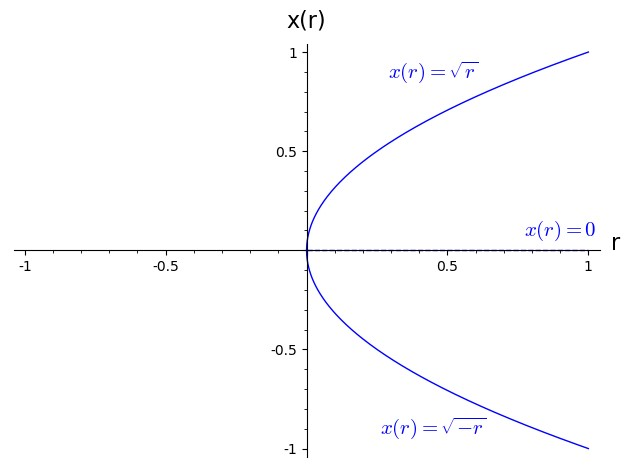 x(r)
1
x(r) = √r
0.5
x(r) = 0
r
-1
-0.5
0.5
1
-0.5
x(r) = √−r
-1